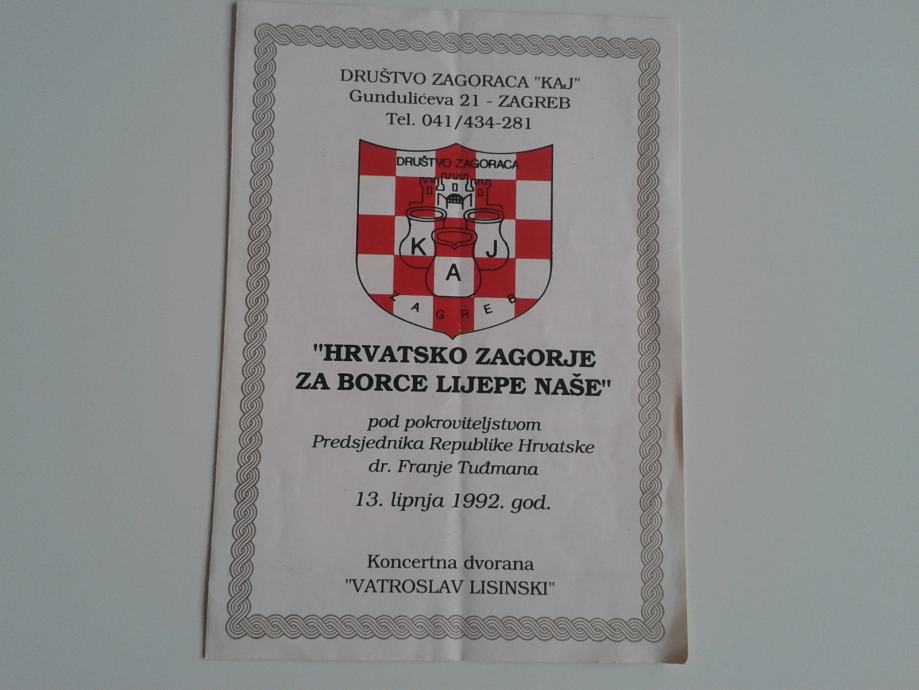 DRUŠTVO ZAGORACA "KAJ"
Gundulićeva 21 - ZAGREB
Tel. 041/434-281
DRUŠTVO ZAGORACA
K A J
ZAGREB
"HRVATSKO ZAGORJE
ZA BORCE LIJEPE NAŠE"
pod pokroviteljstvom
Predsjednika Republike Hrvatske
dr. Franje Tuđmana
13. lipnja 1992. god.
Koncertna dvorana
"VATROSLAV LISINSKI"